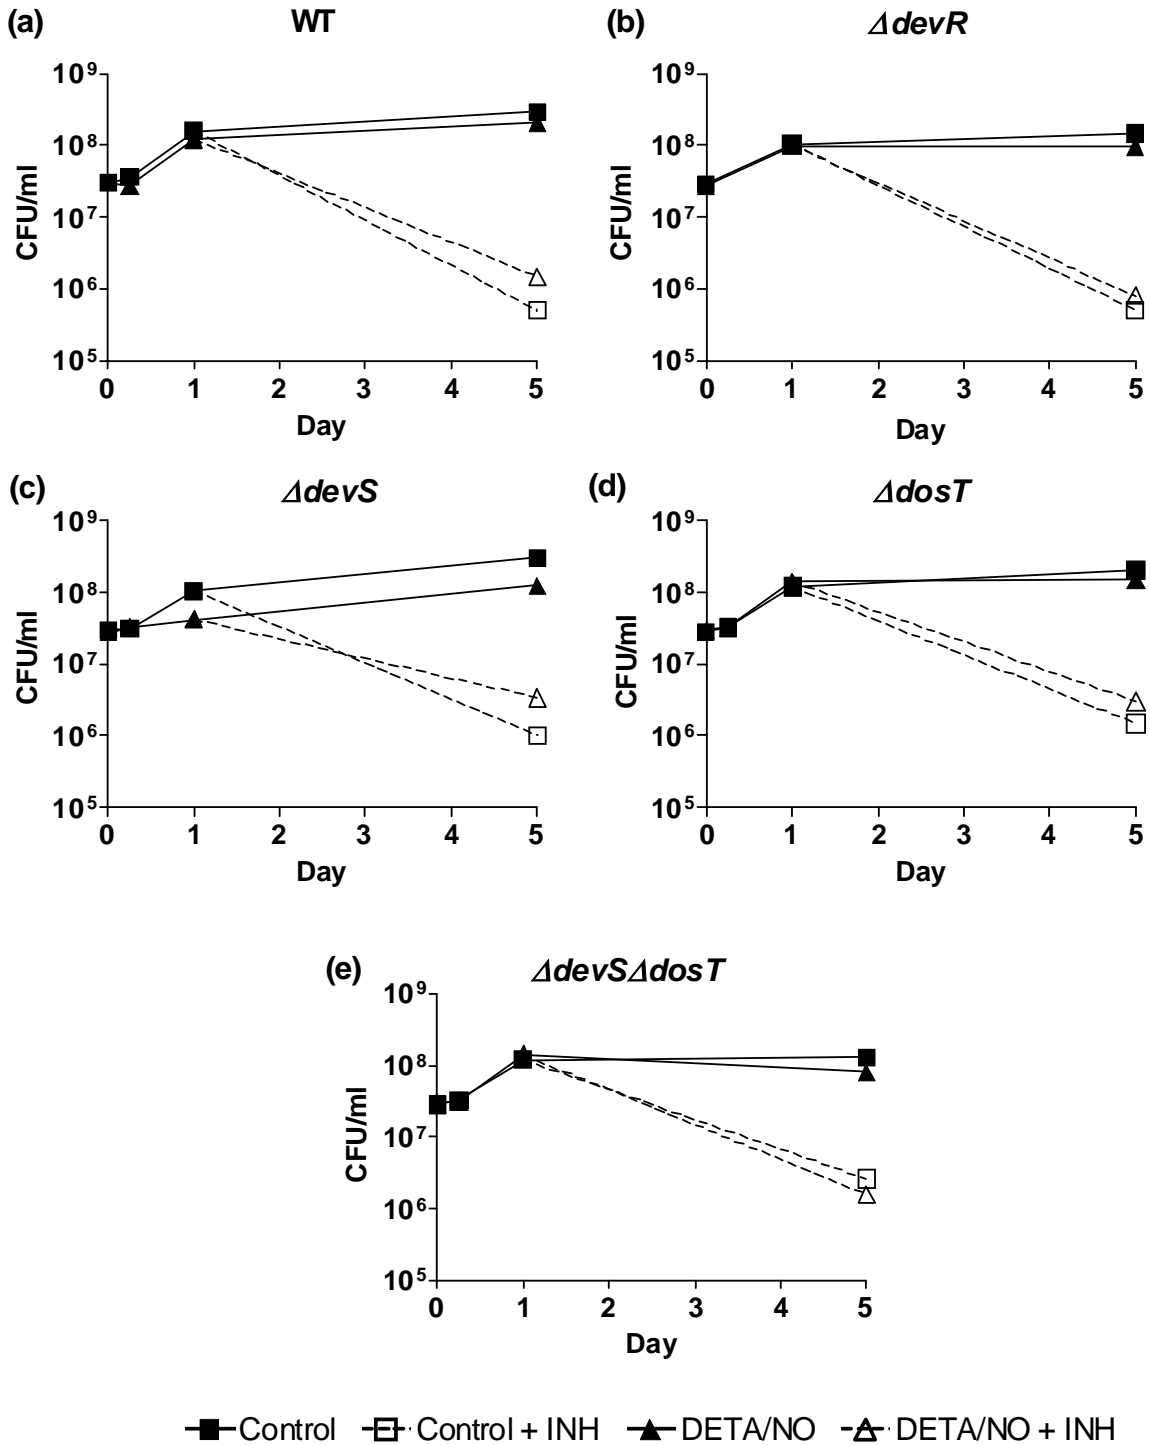 (a) WT
10⁹
10⁸
10⁷
10⁶
10⁵
CFU/ml
0 1 2 3 4 5
Day
(b) ΔdevR
10⁹
10⁸
10⁷
10⁶
10⁵
CFU/ml
0 1 2 3 4 5
Day
(c) ΔdevS
10⁹
10⁸
10⁷
10⁶
10⁵
CFU/ml
0 1 2 3 4 5
Day
(d) ΔdosT
10⁹
10⁸
10⁷
10⁶
10⁵
CFU/ml
0 1 2 3 4 5
Day
(e) ΔdevSΔdosT
10⁹
10⁸
10⁷
10⁶
10⁵
CFU/ml
0 1 2 3 4 5
Day
Control Control + INH DETA/NO DETA/NO + INH